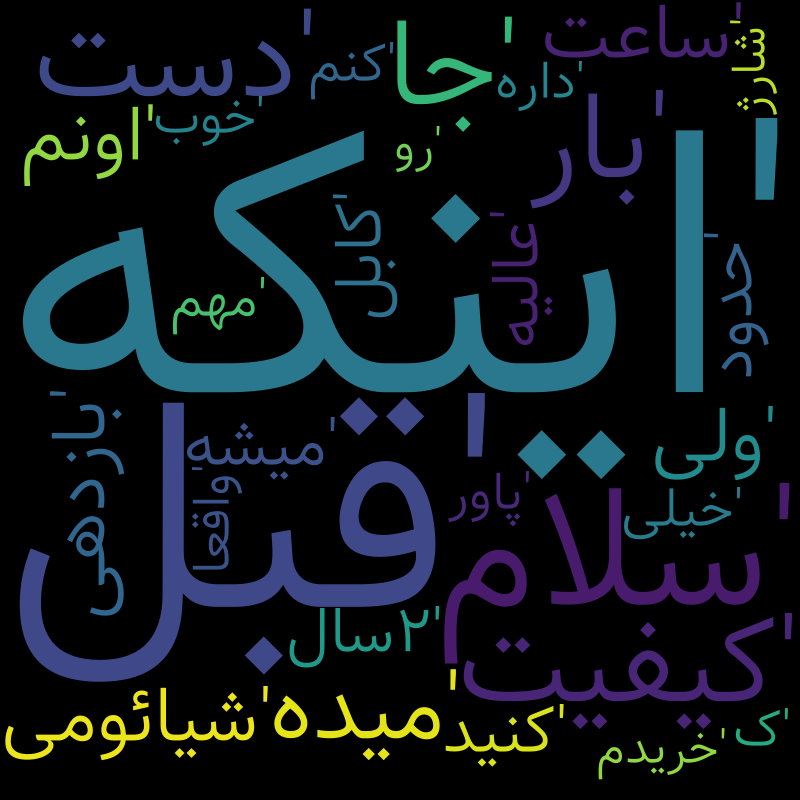 'ساعت
'شارژ
'دست
'کنم
'جا
'داره
'اونم
'خوب
'رو
'بار
'اینکه
'کابل
'عالیه
'حدود
'مهم
'بازدهی
'میشه
'واقعا
'قبل
'ولی
'پاور
'خیلی
'سلام
'۲سال
'کیفیت
'شیائومی
'میده
'کنید
'خریدم
'ک